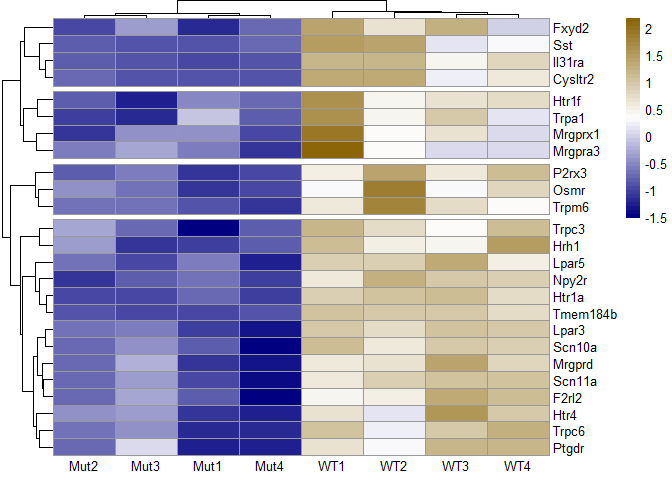 Fxyd2
Sst
Il31ra
Cysltr2
Htr1f
Trpa1
Mrgprx1
Mrgpra3
P2rx3
Osmr
Trpm6
Trpc3
Hrh1
Lpar5
Npy2r
Htr1a
Tmem184b
Lpar3
Scn10a
Mrgprd
Scn11a
F2rl2
Htr4
Trpc6
Ptgdr
Mut2 Mut3 Mut1 Mut4 WT1 WT2 WT3 WT4
2
1.5
1
0.5
0
-0.5
-1
-1.5